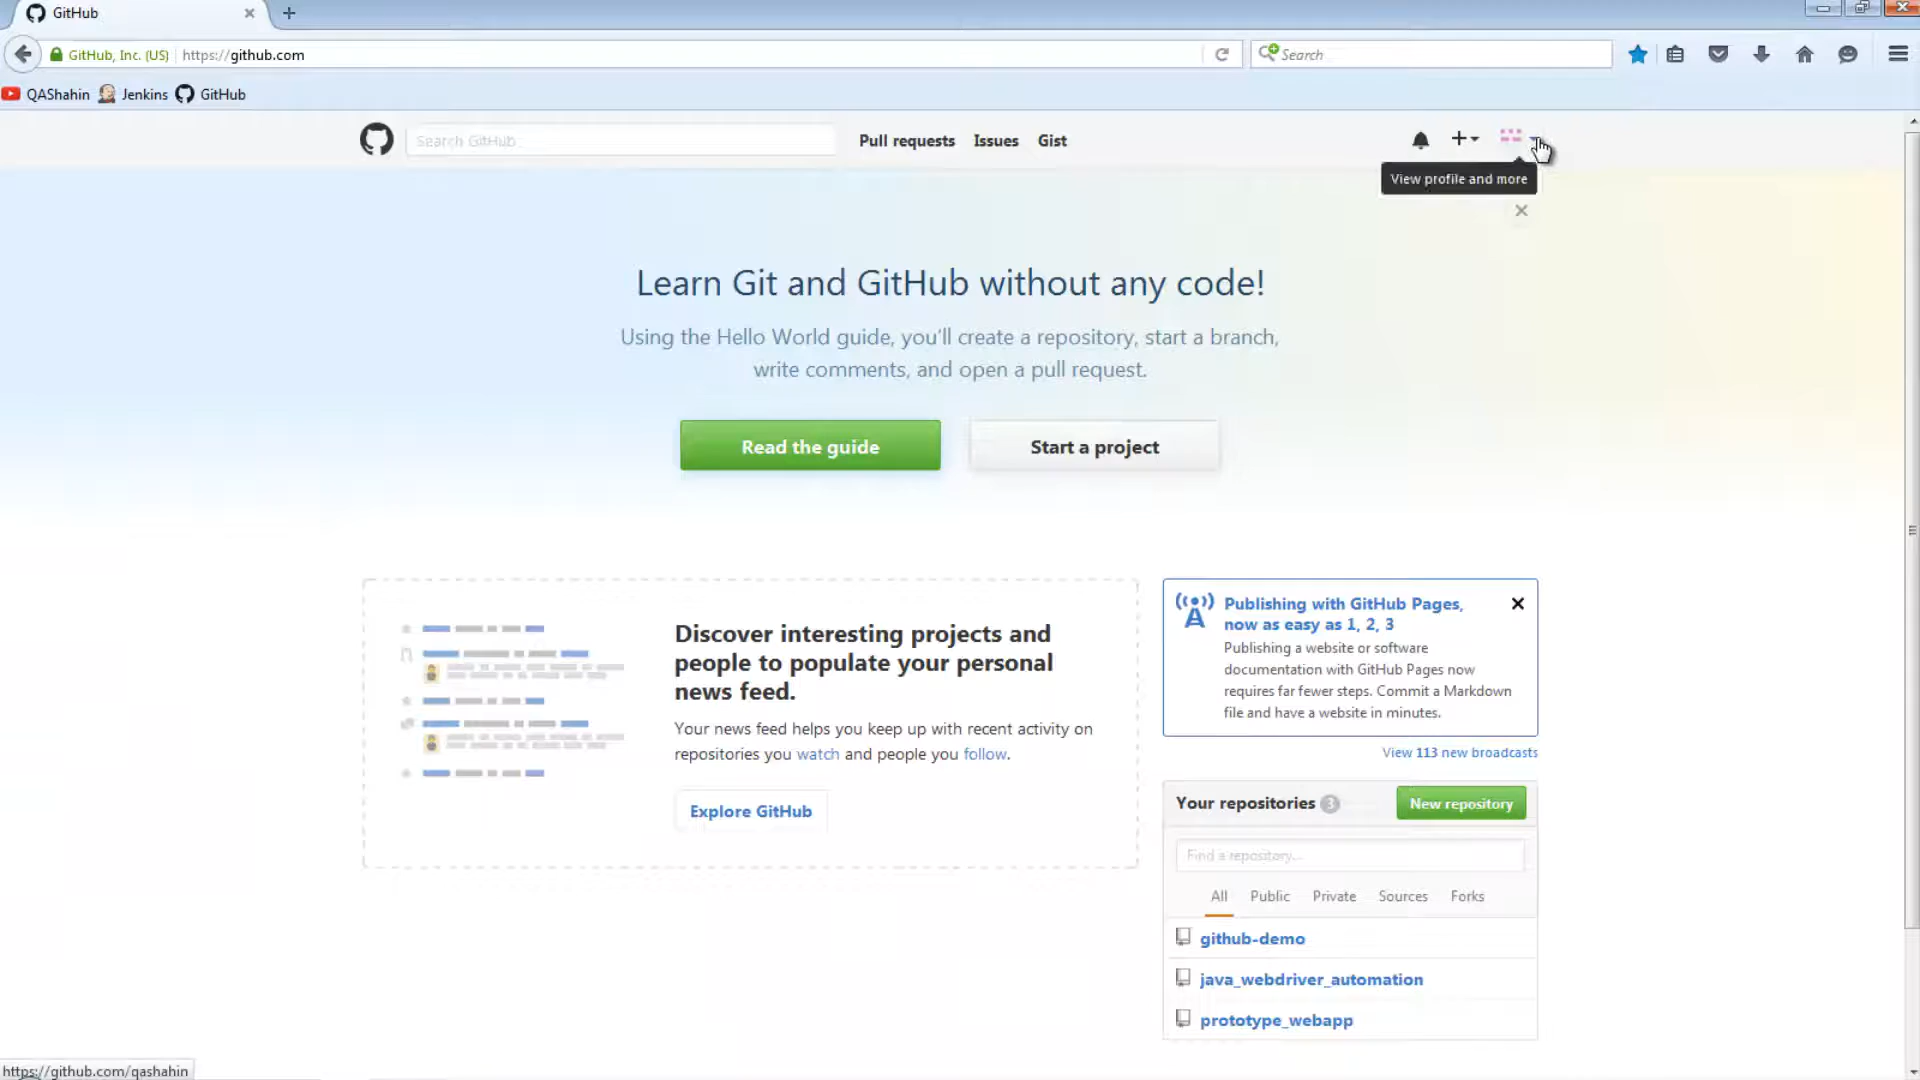 GitHub
GitHub, Inc. (US) https://github.com
Search
QAShahin Jenkins GitHub
Search GitHub
Pull requests Issues Gist
View profile and more
Learn Git and GitHub without any code!
Using the Hello World guide, you'll create a repository, start a branch,
write comments, and open a pull request.
Read the guide
Start a project
Discover interesting projects and
people to populate your personal
news feed.
Your news feed helps you keep up with recent activity on
repositories you watch and people you follow.
Explore GitHub
Publishing with GitHub Pages,
now as easy as 1, 2, 3
Publishing a website or software
documentation with GitHub Pages now
requires far fewer steps. Commit a Markdown
file and have a website in minutes.
View 113 new broadcasts
Your repositories 3
New repository
Find a repository...
All Public Private Sources Forks
github-demo
java_webdriver_automation
prototype_webapp
https://github.com/qashahin